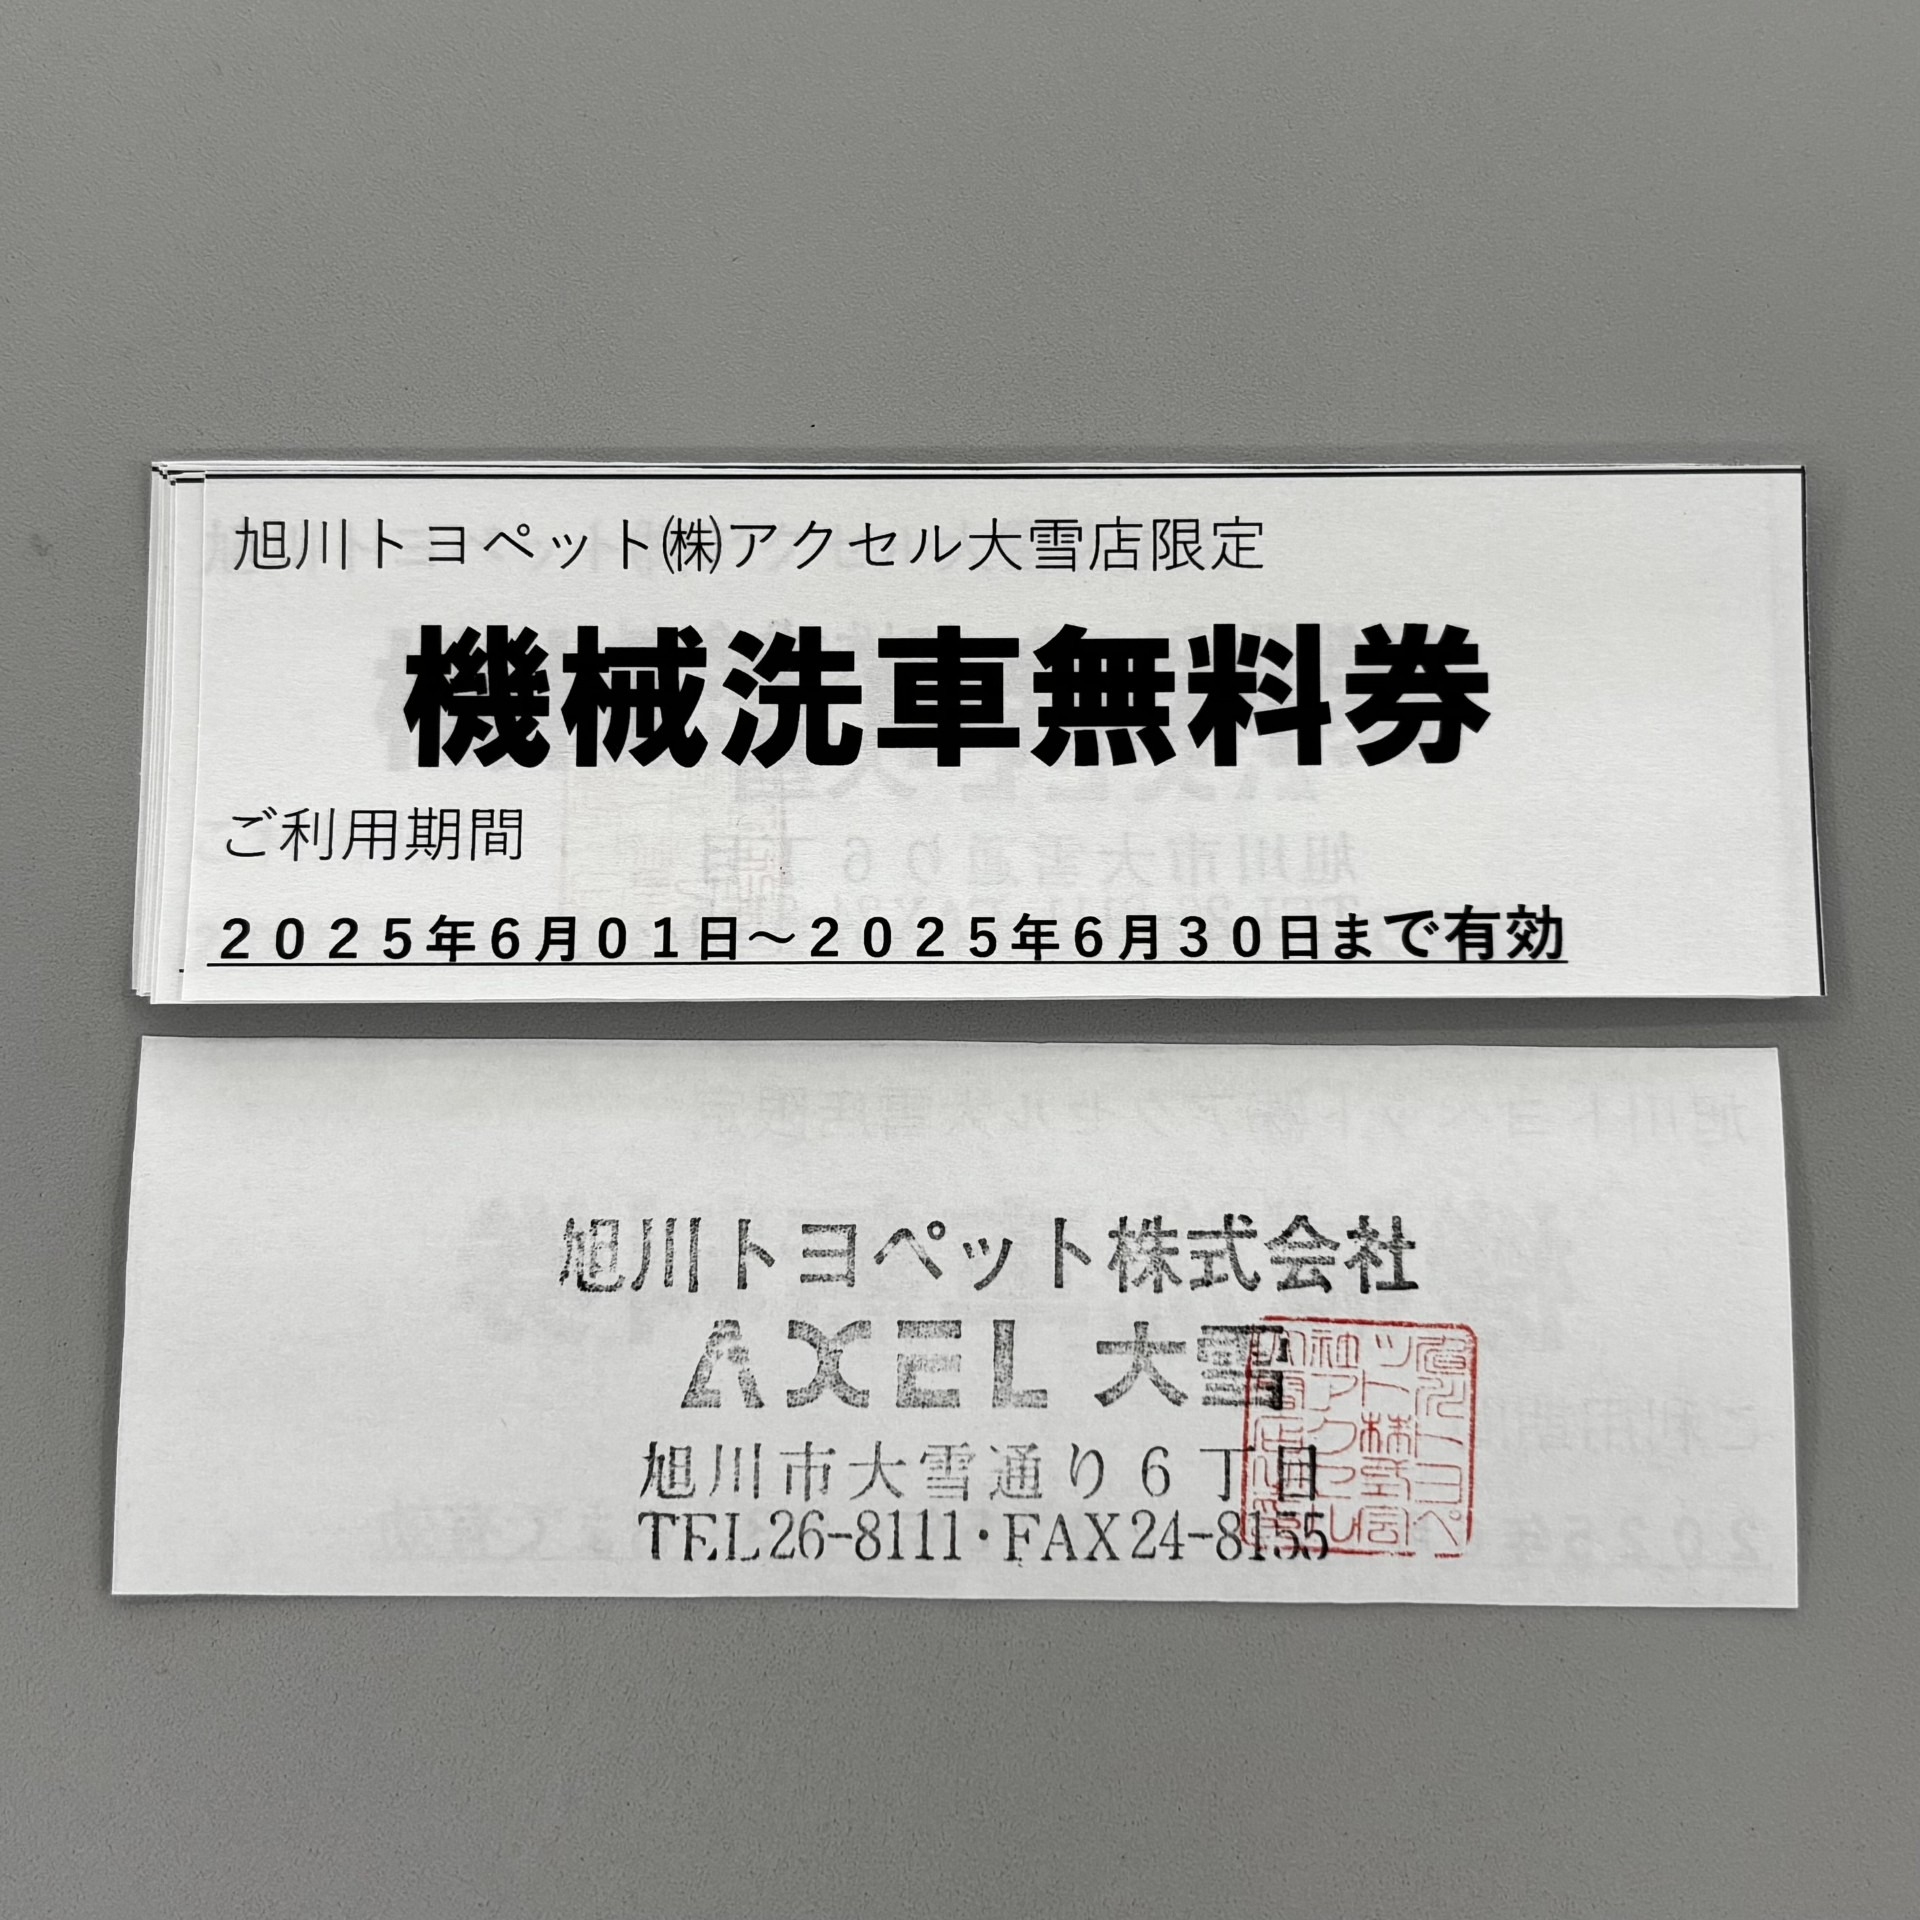 旭川トヨペット㈱アクセル大雪店限定
機械洗車無料券
ご利用期間
２０２５年６月０１日～２０２５年６月３０日まで有効
旭川トヨペット株式会社
AXEL 大雪
旭川市大雪通り６丁目
TEL26-8111・FAX24-8155